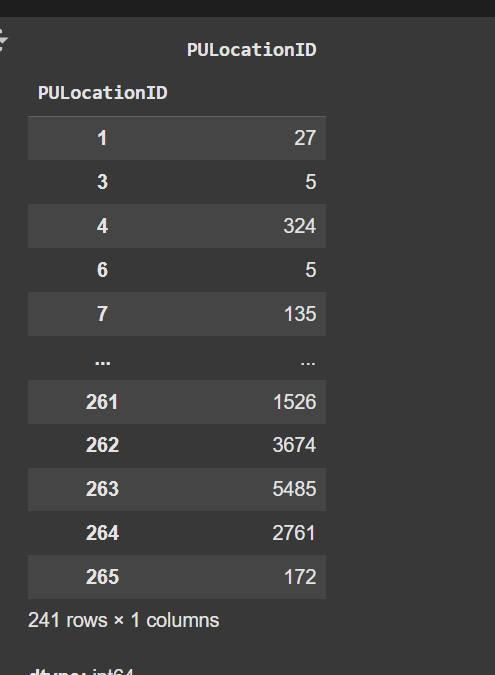 PULocationID
PULocationID
1 27
3 5
4 324
6 5
7 135
... ...
261 1526
262 3674
263 5485
264 2761
265 172
241 rows × 1 columns
dtype: int64